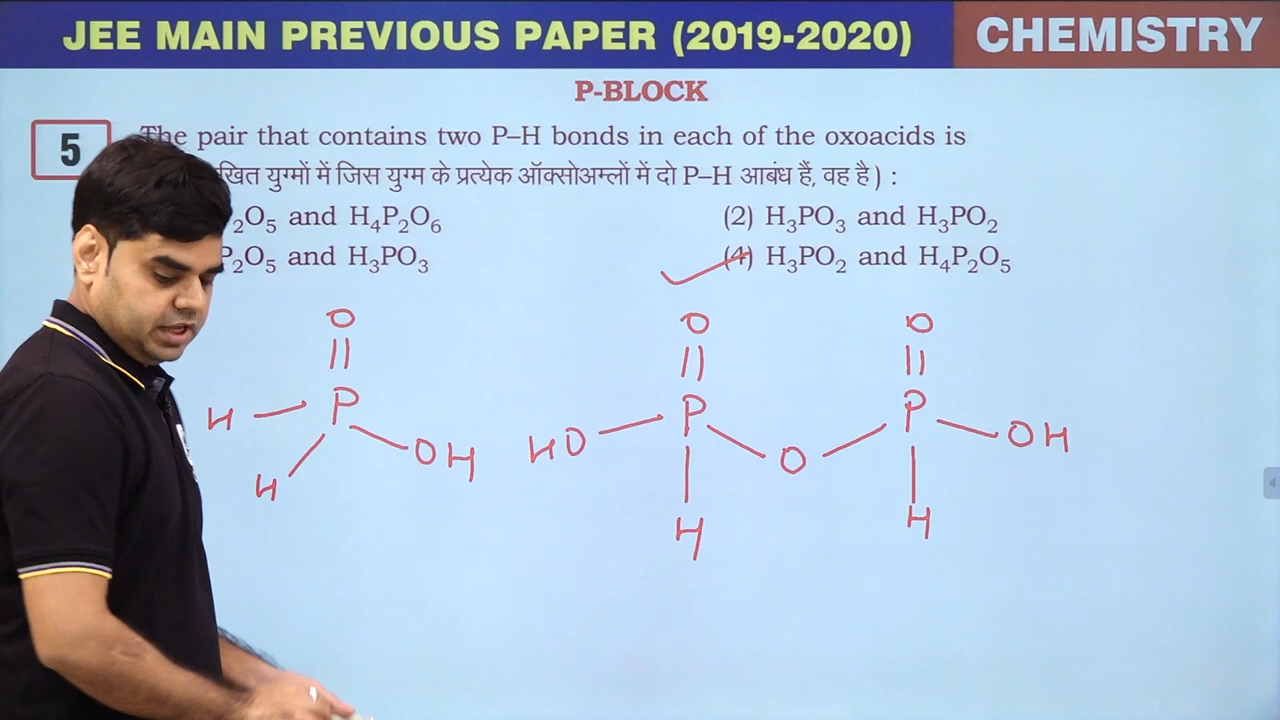 JEE MAIN PREVIOUS PAPER (2019-2020) CHEMISTRY
P-BLOCK
5 The pair that contains two P–H bonds in each of the oxoacids is
युग्मों में जिस युग्म के प्रत्येक ऑक्सोअम्लों में दो P–H आबंध हैं, वह है) :
₂O₅ and H₄P₂O₆ (2) H₃PO₃ and H₃PO₂
P₂O₅ and H₃PO₃ (4) H₃PO₂ and H₄P₂O₅
O O O
H P OH HO P O P OH
H H H